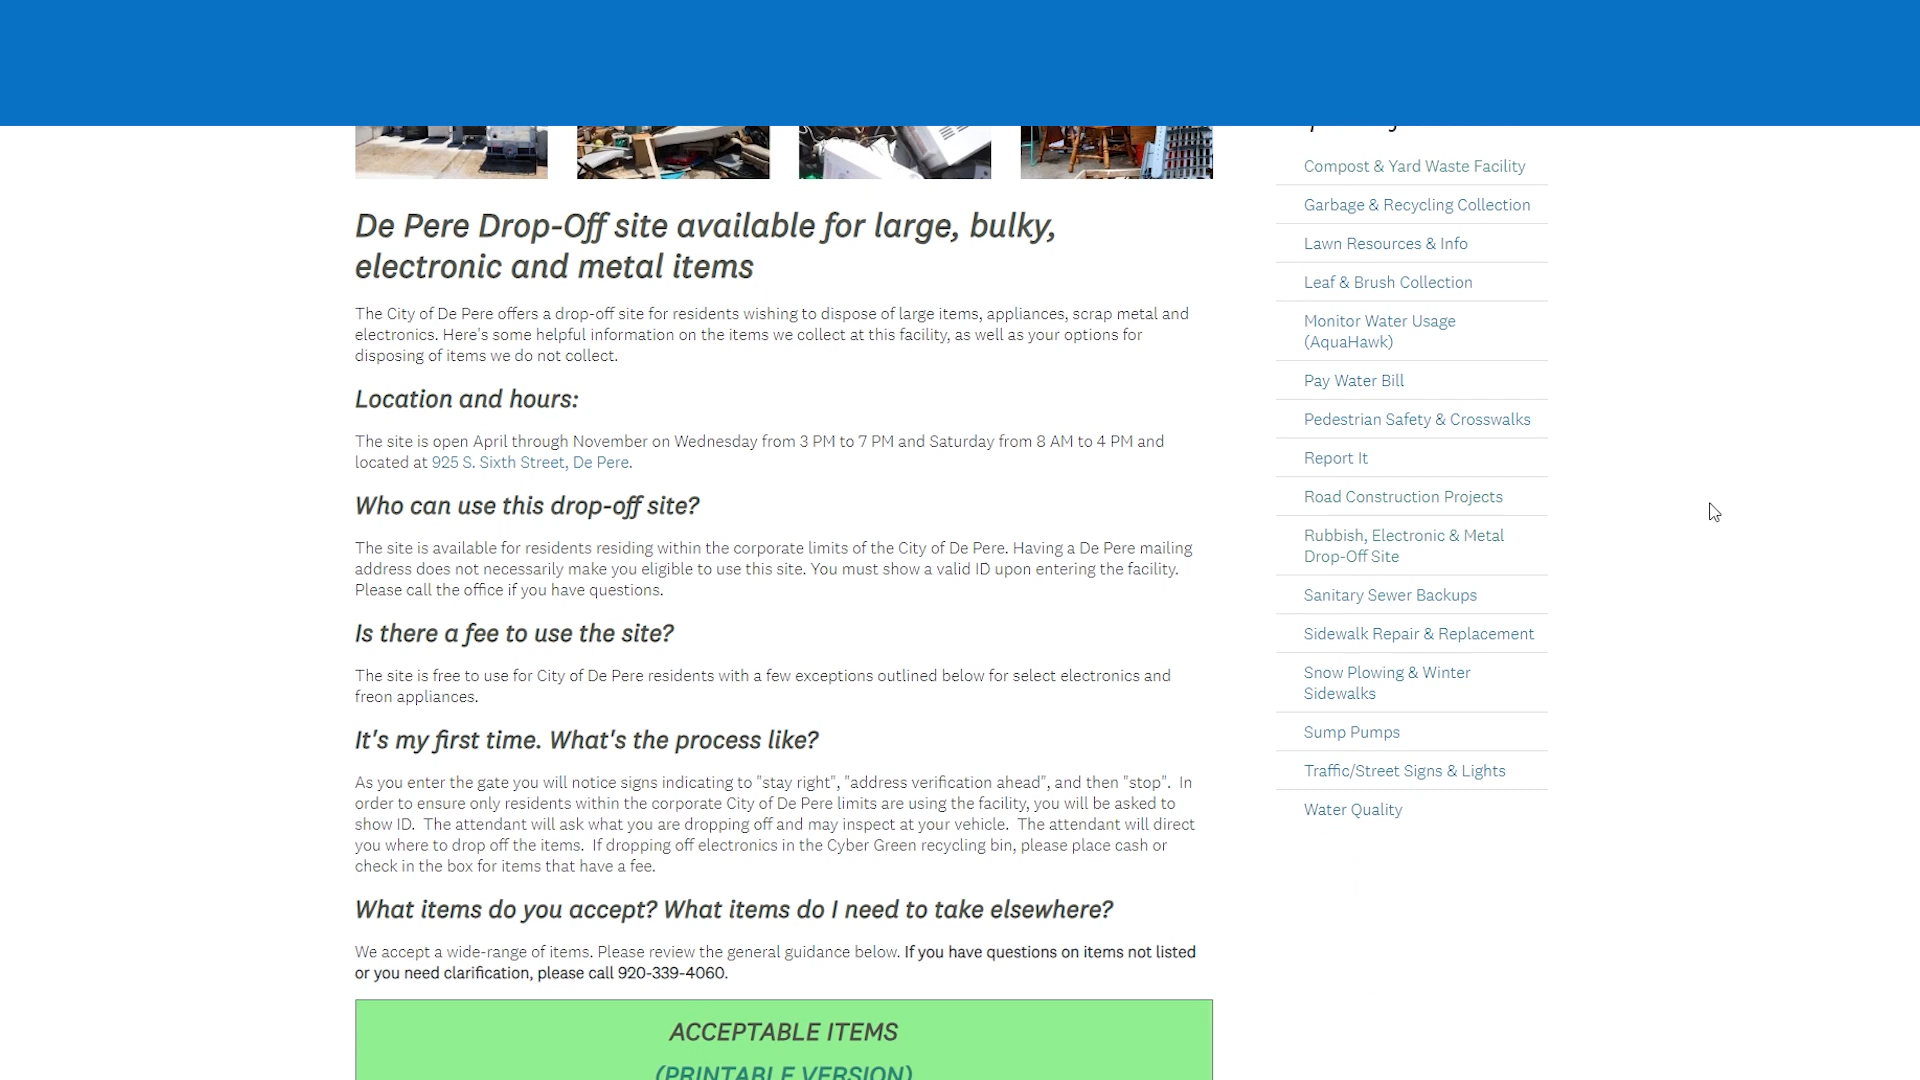 De Pere Drop-Off site available for large, bulky,
electronic and metal items
The City of De Pere offers a drop-off site for residents wishing to dispose of large items, appliances, scrap metal and
electronics. Here's some helpful information on the items we collect at this facility, as well as your options for
disposing of items we do not collect.
Location and hours:
The site is open April through November on Wednesday from 3 PM to 7 PM and Saturday from 8 AM to 4 PM and
located at 925 S. Sixth Street, De Pere.
Who can use this drop-off site?
The site is available for residents residing within the corporate limits of the City of De Pere. Having a De Pere mailing
address does not necessarily make you eligible to use this site. You must show a valid ID upon entering the facility.
Please call the office if you have questions.
Is there a fee to use the site?
The site is free to use for City of De Pere residents with a few exceptions outlined below for select electronics and
freon appliances.
It's my first time. What's the process like?
As you enter the gate you will notice signs indicating to "stay right", "address verification ahead", and then "stop". In
order to ensure only residents within the corporate City of De Pere limits are using the facility, you will be asked to
show ID. The attendant will ask what you are dropping off and may inspect at your vehicle. The attendant will direct
you where to drop off the items. If dropping off electronics in the Cyber Green recycling bin, please place cash or
check in the box for items that have a fee.
What items do you accept? What items do I need to take elsewhere?
We accept a wide-range of items. Please review the general guidance below. If you have questions on items not listed
or you need clarification, please call 920-339-4060.
ACCEPTABLE ITEMS
(PRINTABLE VERSION)
Compost & Yard Waste Facility
Garbage & Recycling Collection
Lawn Resources & Info
Leaf & Brush Collection
Monitor Water Usage
(AquaHawk)
Pay Water Bill
Pedestrian Safety & Crosswalks
Report It
Road Construction Projects
Rubbish, Electronic & Metal
Drop-Off Site
Sanitary Sewer Backups
Sidewalk Repair & Replacement
Snow Plowing & Winter
Sidewalks
Sump Pumps
Traffic/Street Signs & Lights
Water Quality